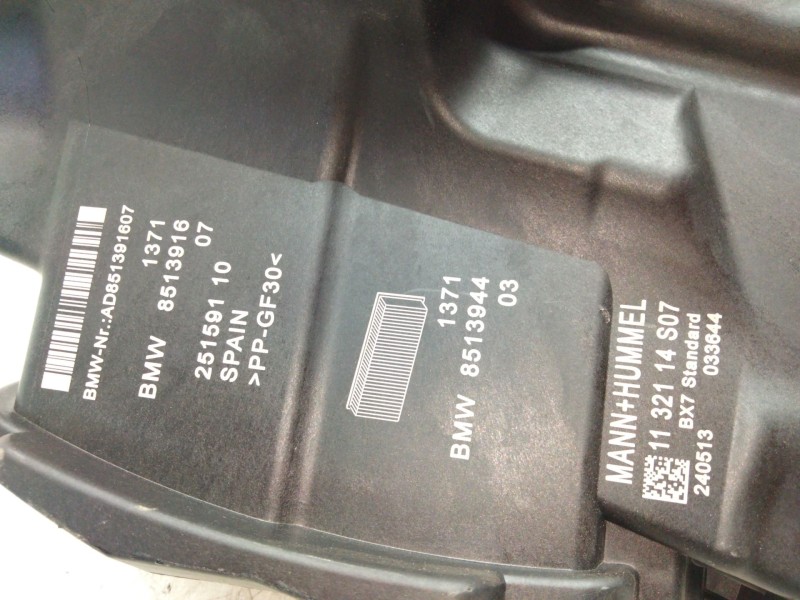 BMW-Nr.:AD851391607
1371
BMW 8513916
07
251591 10
SPAIN
>PP-GF30<
1371
BMW 8513944
03
MANN+HUMMEL
11 321 14 S07
BX7 Standard
240513 033644